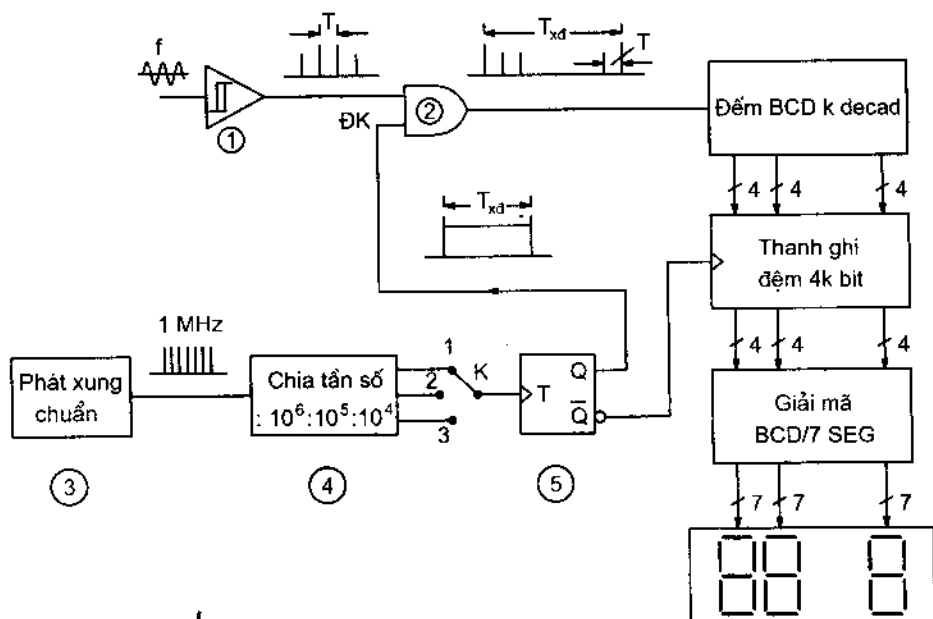 f
T
T_xđ
T
①
ĐK
②
Đếm BCD k decad
4
4
4
T_xđ
Thanh ghi
đệm 4k bit
4
4
4
1 MHz
Phát xung
chuẩn
Chia tần số
: 10⁶:10⁵:10⁴
1
2
3
K
T
Q
Q̅
Giải mã
BCD/7 SEG
③
④
⑤
7
7
7